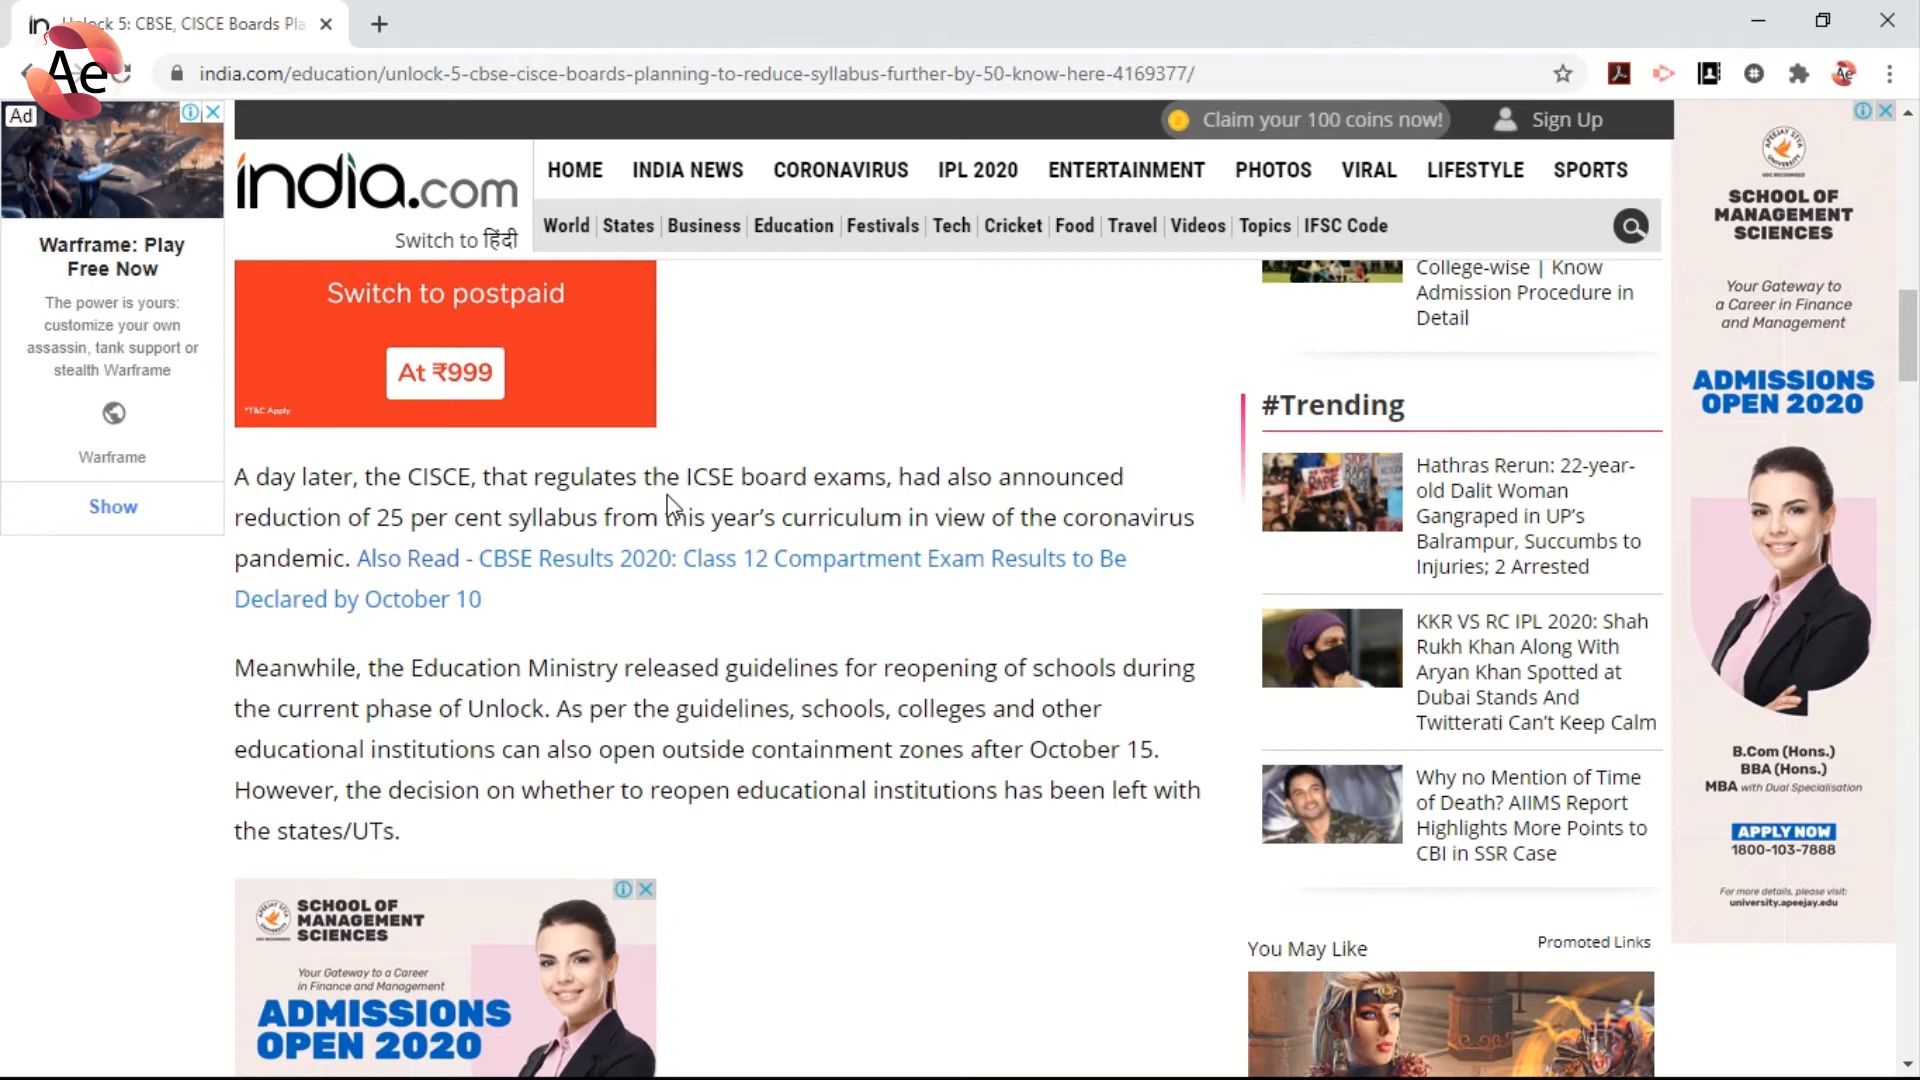 Unlock 5: CBSE, CISCE Boards Pla
Ae
india.com/education/unlock-5-cbse-cisce-boards-planning-to-reduce-syllabus-further-by-50-know-here-4169377/
Ae
Claim your 100 coins now!
Sign Up
india.com
Switch to हिंदी
HOME INDIA NEWS CORONAVIRUS IPL 2020 ENTERTAINMENT PHOTOS VIRAL LIFESTYLE SPORTS
World States Business Education Festivals Tech Cricket Food Travel Videos Topics IFSC Code
Ad
Warframe: Play
Free Now
The power is yours:
customize your own
assassin, tank support or
stealth Warframe
Warframe
Show
Switch to postpaid
At ₹999
*T&C Apply
A day later, the CISCE, that regulates the ICSE board exams, had also announced
reduction of 25 per cent syllabus from this year’s curriculum in view of the coronavirus
pandemic. Also Read - CBSE Results 2020: Class 12 Compartment Exam Results to Be
Declared by October 10
Meanwhile, the Education Ministry released guidelines for reopening of schools during
the current phase of Unlock. As per the guidelines, schools, colleges and other
educational institutions can also open outside containment zones after October 15.
However, the decision on whether to reopen educational institutions has been left with
the states/UTs.
SCHOOL OF
MANAGEMENT
SCIENCES
Your Gateway to a Career
in Finance and Management
ADMISSIONS
OPEN 2020
College-wise | Know
Admission Procedure in
Detail
#Trending
Hathras Rerun: 22-year-
old Dalit Woman
Gangraped in UP’s
Balrampur, Succumbs to
Injuries; 2 Arrested
KKR VS RC IPL 2020: Shah
Rukh Khan Along With
Aryan Khan Spotted at
Dubai Stands And
Twitterati Can’t Keep Calm
Why no Mention of Time
of Death? AIIMS Report
Highlights More Points to
CBI in SSR Case
You May Like
Promoted Links
SCHOOL OF
MANAGEMENT
SCIENCES
Your Gateway to
a Career in Finance
and Management
ADMISSIONS
OPEN 2020
B.Com (Hons.)
BBA (Hons.)
MBA with Dual Specialisation
APPLY NOW
1800-103-7888
For more details, please visit:
university.apeejay.edu